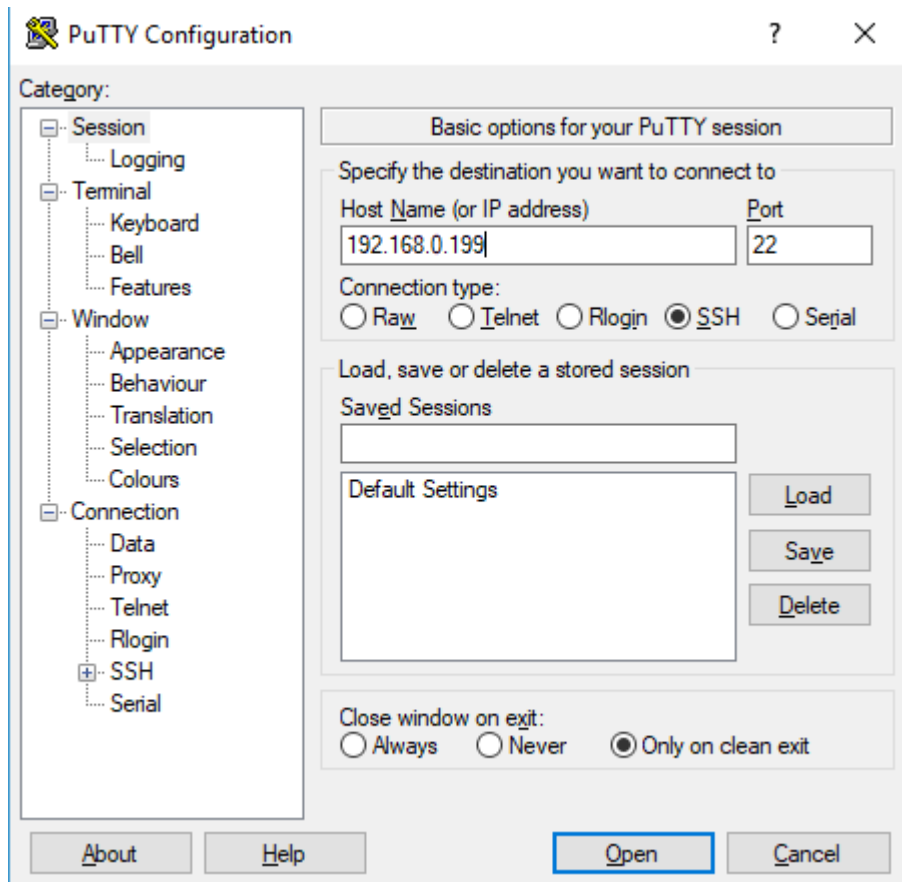 PuTTY Configuration
?
Category:
Session
Logging
Terminal
Keyboard
Bell
Features
Window
Appearance
Behaviour
Translation
Selection
Colours
Connection
Data
Proxy
Telnet
Rlogin
SSH
Serial
Basic options for your PuTTY session
Specify the destination you want to connect to
Host Name (or IP address) Port
192.168.0.199 22
Connection type:
Raw Telnet Rlogin SSH Serial
Load, save or delete a stored session
Saved Sessions
Default Settings
Load
Save
Delete
Close window on exit:
Always Never Only on clean exit
About Help Open Cancel